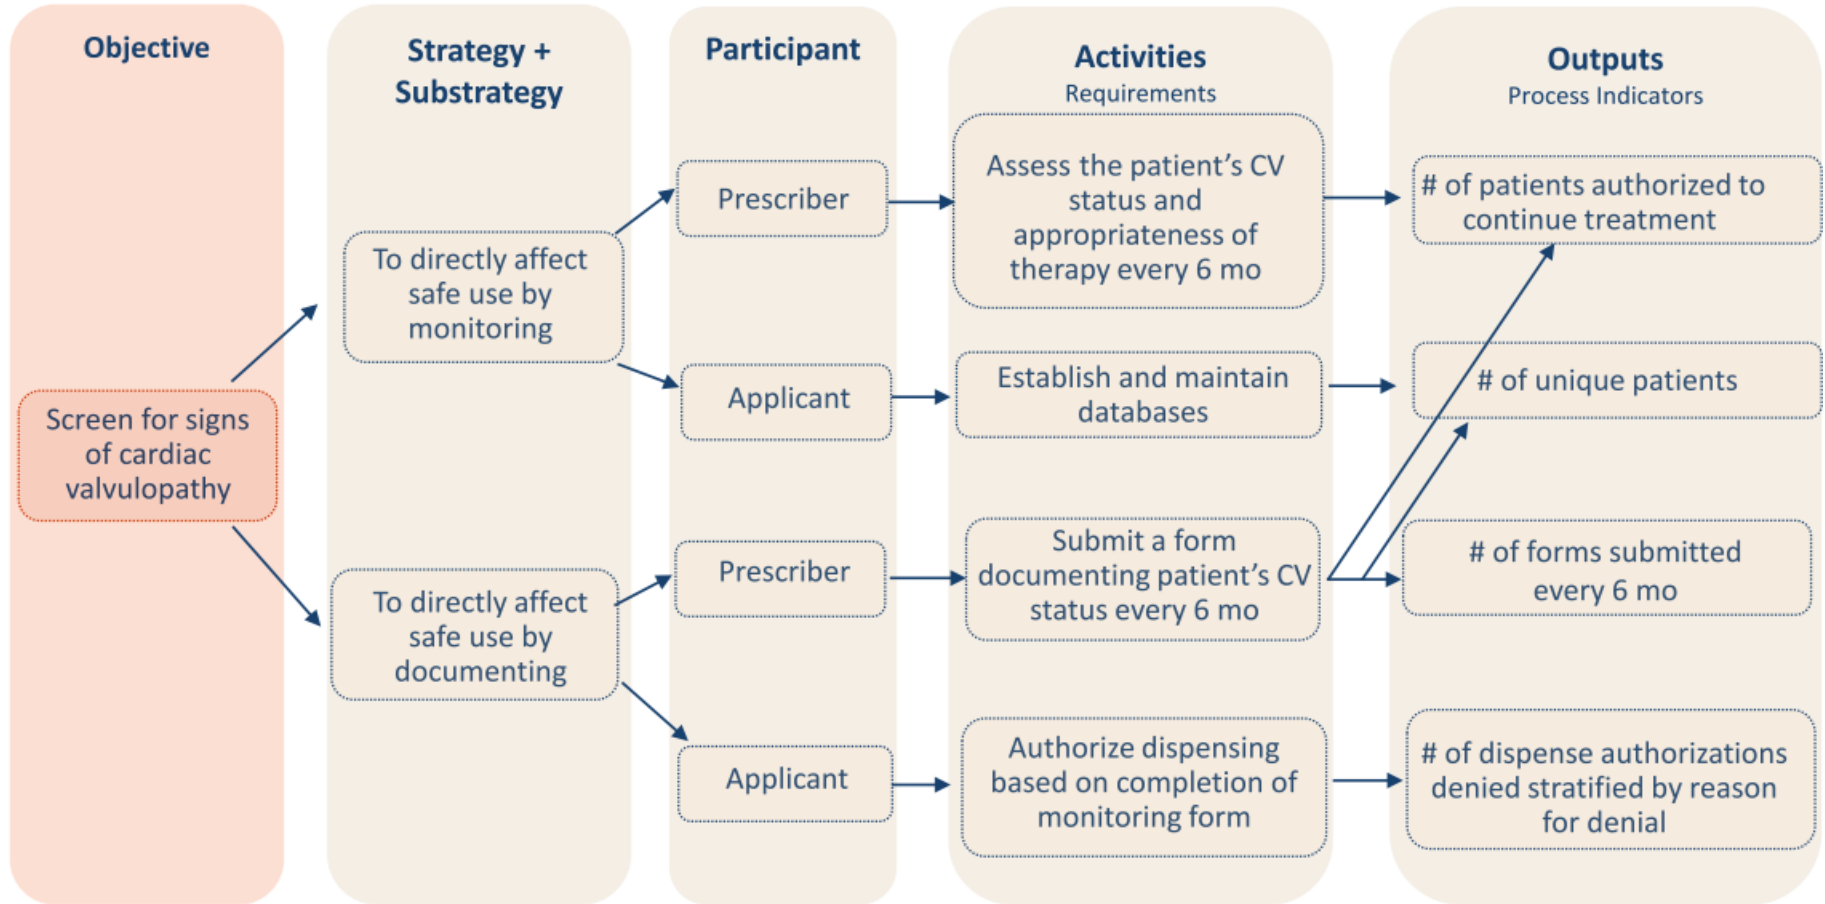 Objective
Screen for signs
of cardiac
valvulopathy
Strategy +
Substrategy
To directly affect
safe use by
monitoring
To directly affect
safe use by
documenting
Participant
Prescriber
Applicant
Prescriber
Applicant
Activities
Requirements
Assess the patient’s CV
status and
appropriateness of
therapy every 6 mo
Establish and maintain
databases
Submit a form
documenting patient’s CV
status every 6 mo
Authorize dispensing
based on completion of
monitoring form
Outputs
Process Indicators
# of patients authorized to
continue treatment
# of unique patients
# of forms submitted
every 6 mo
# of dispense authorizations
denied stratified by reason
for denial